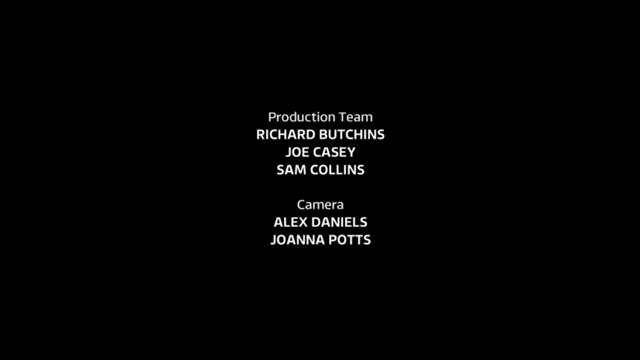 Production Team
RICHARD BUTCHINS
JOE CASEY
SAM COLLINS
Camera
ALEX DANIELS
JOANNA POTTS